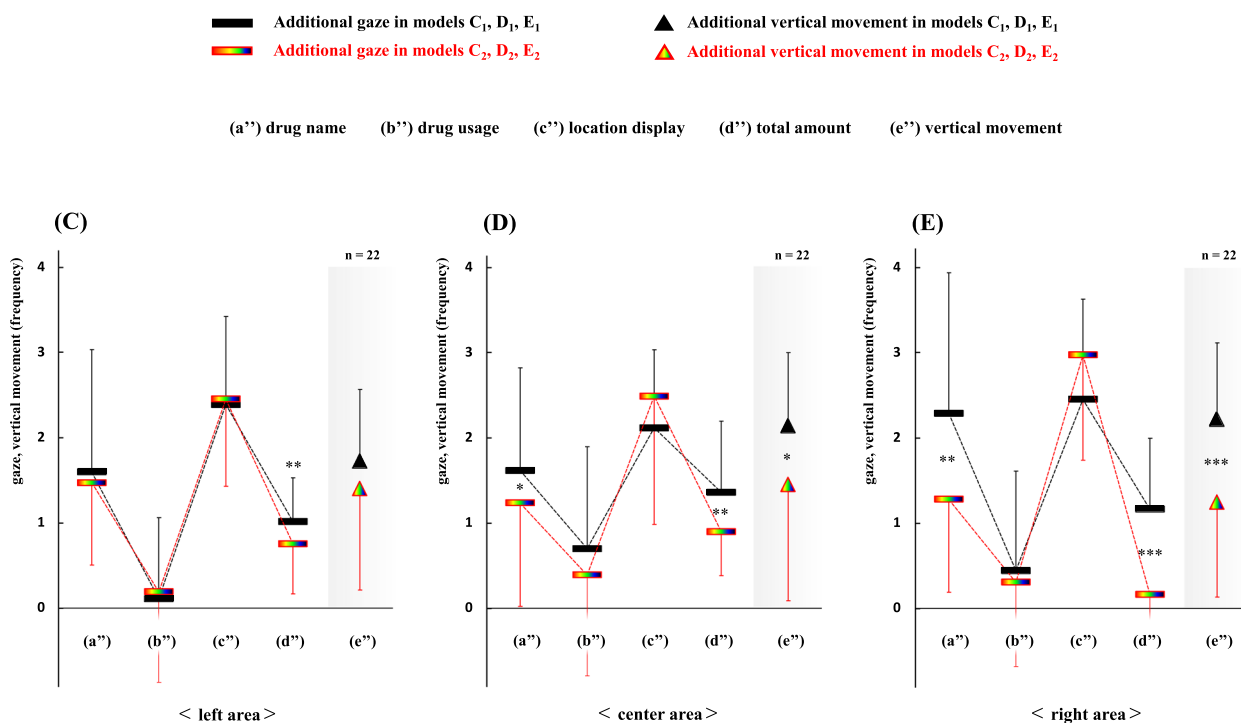 Additional gaze in models C₁, D₁, E₁
Additional vertical movement in models C₁, D₁, E₁
Additional gaze in models C₂, D₂, E₂
Additional vertical movement in models C₂, D₂, E₂
(a’’) drug name (b’’) drug usage (c’’) location display (d’’) total amount (e’’) vertical movement
(C)
gaze, vertical movement (frequency)
n = 22
4
3
2
1
0
**
(a’’) (b’’) (c’’) (d’’) (e’’)
< left area >
(D)
gaze, vertical movement (frequency)
n = 22
4
3
2
1
0
*
**
*
(a’’) (b’’) (c’’) (d’’) (e’’)
< center area >
(E)
gaze, vertical movement (frequency)
n = 22
4
3
2
1
0
**
***
***
(a’’) (b’’) (c’’) (d’’) (e’’)
< right area >